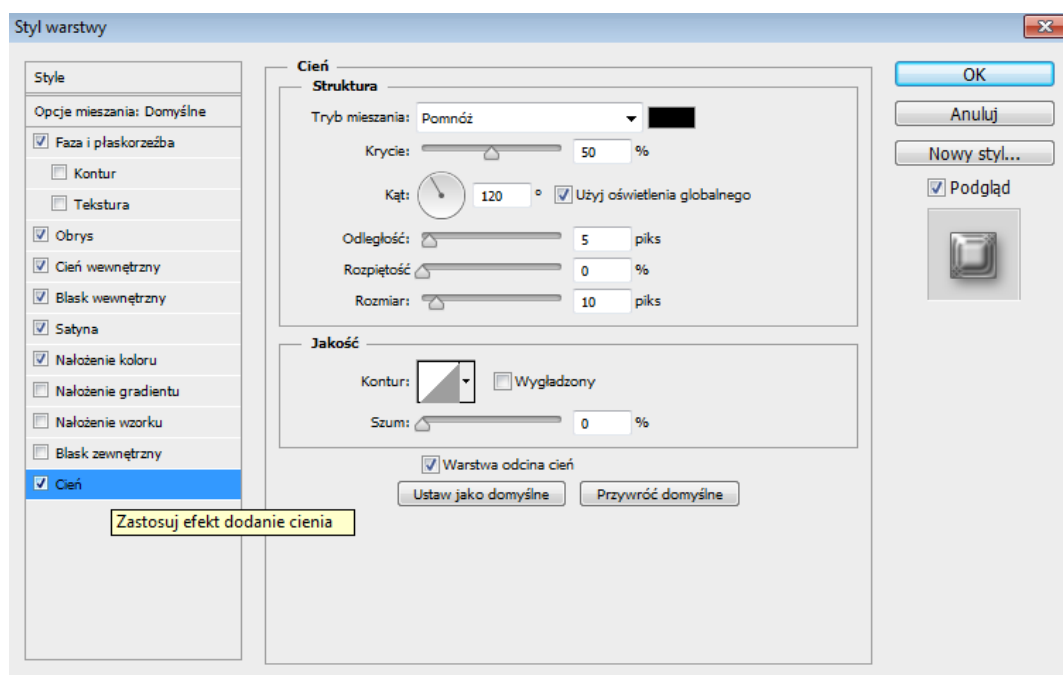 Styl warstwy
Style
Opcje mieszania: Domyślne
Faza i płaskorzeźba
Kontur
Tekstura
Obrys
Cień wewnętrzny
Blask wewnętrzny
Satyna
Nałożenie koloru
Nałożenie gradientu
Nałożenie wzorku
Blask zewnętrzny
Cień
Zastosuj efekt dodanie cienia
Cień
Struktura
Tryb mieszania: Pomnóż
Krycie: 50 %
Kąt: 120 ° Użyj oświetlenia globalnego
Odległość: 5 piks
Rozpiętość 0 %
Rozmiar: 10 piks
Jakość
Kontur: Wygładzony
Szum: 0 %
Warstwa odcina cień
Ustaw jako domyślne Przywróć domyślne
OK
Anuluj
Nowy styl...
Podgląd